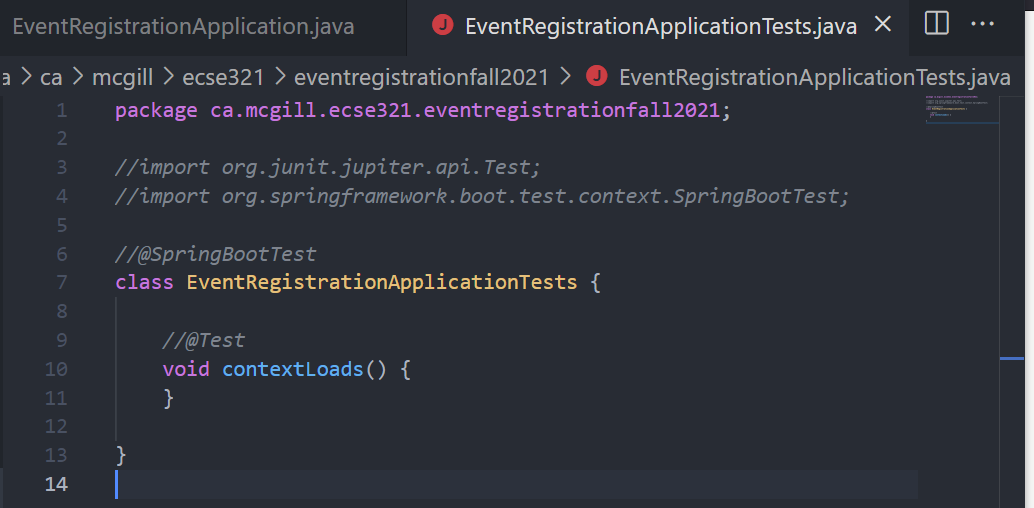 EventRegistrationApplication.java J EventRegistrationApplicationTests.java × ...
a > ca > mcgill > ecse321 > eventregistrationfall2021 > J EventRegistrationApplicationTests.java
1 package ca.mcgill.ecse321.eventregistrationfall2021;
2
3 //import org.junit.jupiter.api.Test;
4 //import org.springframework.boot.test.context.SpringBootTest;
5
6 //@SpringBootTest
7 class EventRegistrationApplicationTests {
8
9 //@Test
10 void contextLoads() {
11 }
12
13 }
14